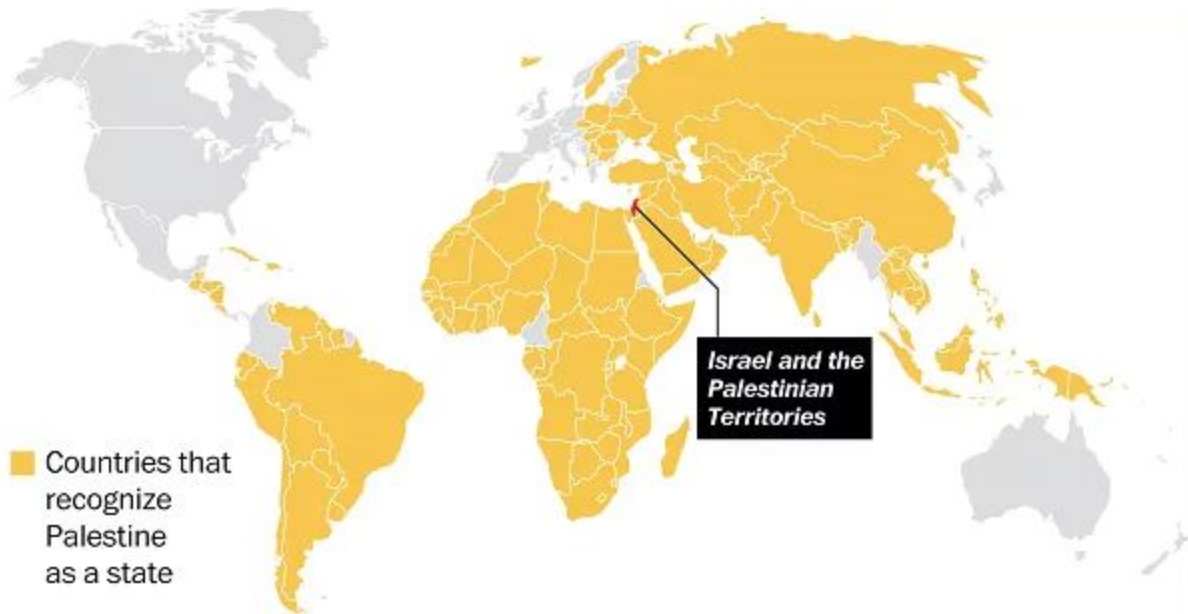 Israel and the
Palestinian
Territories
Countries that
recognize
Palestine
as a state